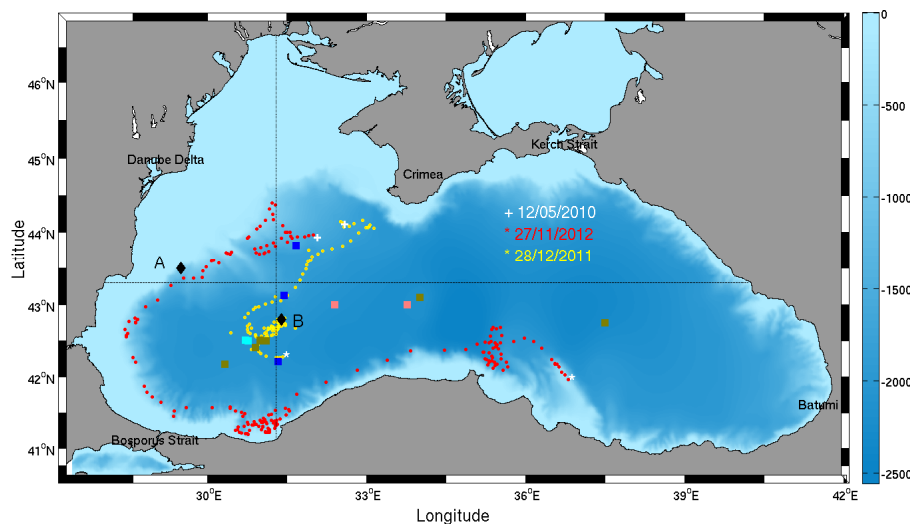 0
46°N
-500
Kerch Strait
45°N
Danube Delta
Crimea
-1000
+ 12/05/2010
44°N
* 27/11/2012
Latitude
* 28/12/2011
A
-1500
43°N
B
42°N
-2000
Batumi
Bosporus Strait
41°N
-2500
30°E
33°E
36°E
39°E
42°E
Longitude